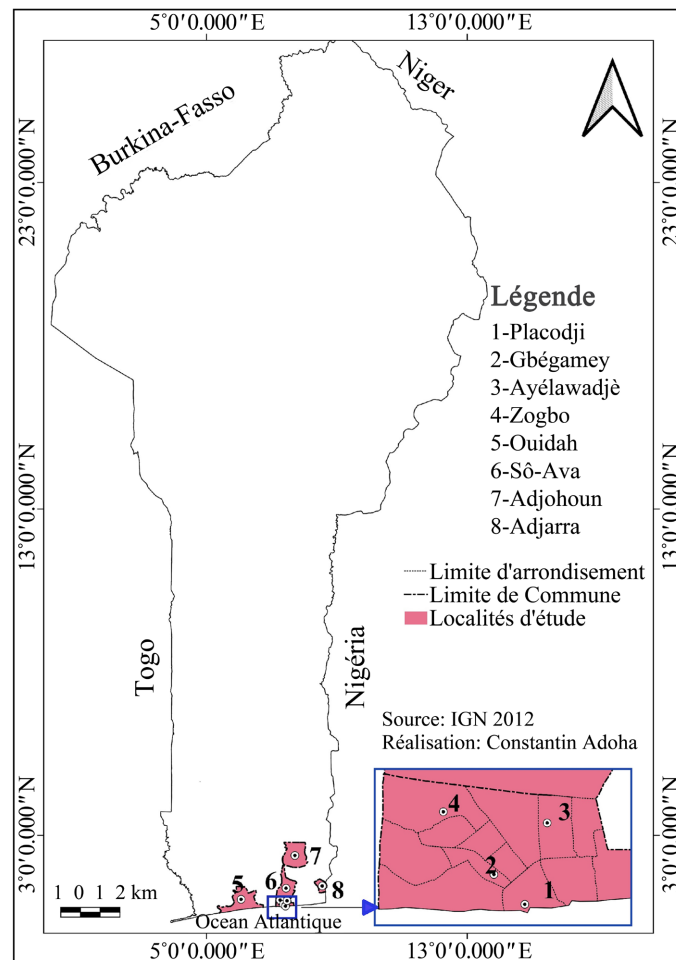 5°0′0.000″E 13°0′0.000″E
Burkina-Fasso
Niger
23°0′0.000″N
23°0′0.000″N
Légende
1-Placodji
2-Gbégamey
3-Ayélawadjè
4-Zogbo
5-Ouidah
6-Sô-Ava
7-Adjohoun
8-Adjarra
13°0′0.000″N
13°0′0.000″N
Limite d'arrondisement
Limite de Commune
Localités d'étude
Togo
Nigéria
Source: IGN 2012
Réalisation: Constantin Adoha
4
3
2
1
3°0′0.000″N
3°0′0.000″N
7
6
5
8
1 0 1 2 km
Ocean Atlantique
5°0′0.000″E 13°0′0.000″E